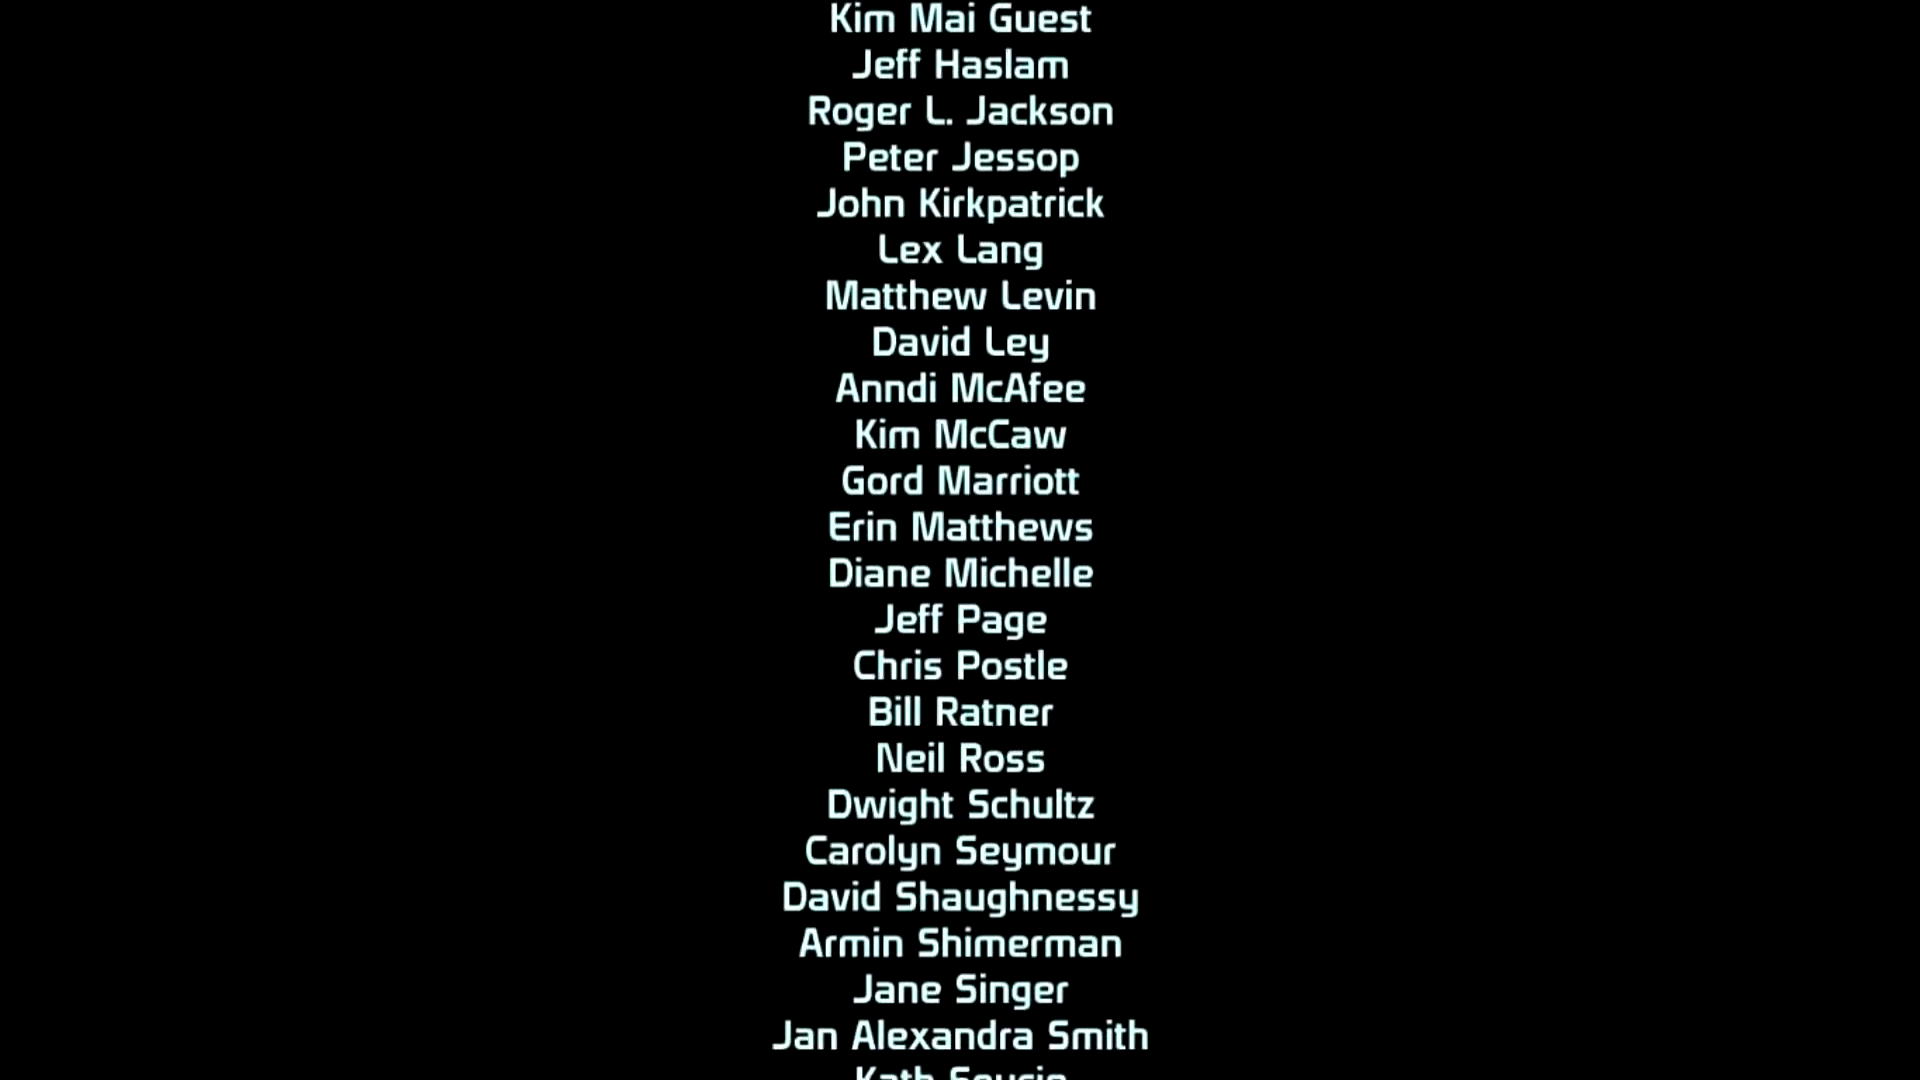 Kim Mai Guest
Jeff Haslam
Roger L. Jackson
Peter Jessop
John Kirkpatrick
Lex Lang
Matthew Levin
David Ley
Anndi McAfee
Kim McCaw
Gord Marriott
Erin Matthews
Diane Michelle
Jeff Page
Chris Postle
Bill Ratner
Neil Ross
Dwight Schultz
Carolyn Seymour
David Shaughnessy
Armin Shimerman
Jane Singer
Jan Alexandra Smith
Kath Soucie